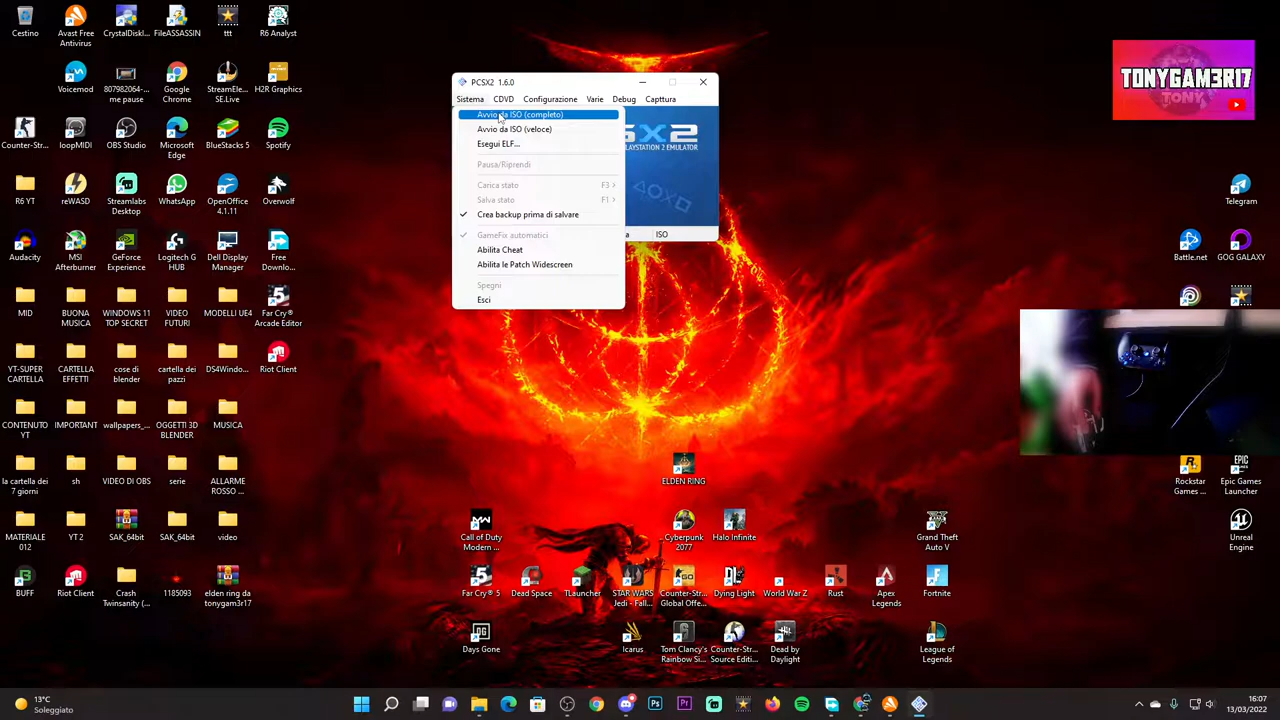 Cestino
Avast Free
Antivirus
CrystalDiskI...
FileASSASSIN
ttt
R6 Analyst
Voicemod
807982064-...
me pause
Google
Chrome
StreamEle...
SE.Live
H2R Graphics
Counter-St...
loopMIDI
OBS Studio
Microsoft
Edge
BlueStacks 5
Spotify
R6 YT
reWASD
Streamlabs
Desktop
WhatsApp
OpenOffice
4.1.11
Overwolf
Audacity
MSI
Afterburner
GeForce
Experience
Logitech G
HUB
Dell Display
Manager
Free
Downlo...
MID
BUONA
MUSICA
WINDOWS 11
TOP SECRET
VIDEO
FUTURI
MODELLI UE4
Far Cry®
Arcade Editor
YT-SUPER
CARTELLA
CARTELLA
EFFETTI
cose di
blender
cartella dei
pazzi
DS4Windo...
Riot Client
CONTENUTO
YT
IMPORTANT
wallpapers_...
OGGETTI 3D
BLENDER
MUSICA
la cartella dei
7 giorni
sh
VIDEO DI OBS
serie
ALLARME
ROSSO ...
MATERIALE
012
YT 2
SAK_64bit
SAK_64bit
video
BUFF
Riot Client
Crash
Twinsanity (...
1185093
elden ring da
tonygam3r17
PCSX2 1.6.0
Sistema CDVD Configurazione Varie Debug Capttura
Avvio da ISO (completo)
Avvio da ISO (veloce)
Esegui ELF...
Pausa/Riprendi
Carica stato F3 >
Salva stato F1 >
Crea backup prima di salvare
GameFix automatici
Abilita Cheat
Abilita le Patch Widescreen
Spegni
Esci
SX2
LAYSTATION 2 EMULATOR
a ISO
TONYGAM3R17
TONY
Telegram
Battle.net
GOG GALAXY
Rockstar
Games ...
Epic Games
Launcher
Unreal
Engine
ELDEN RING
Call of Duty
Modern ...
Cyberpunk
2077
Halo Infinite
Grand Theft
Auto V
Far Cry® 5
Dead Space
TLauncher
STAR WARS
Jedi - Fall...
Counter-Str...
Global Offe...
Dying Light
World War Z
Rust
Apex
Legends
Fortnite
Days Gone
Icarus
Tom Clancy's
Rainbow Si...
Counter-Str...
Source Editi...
Dead by
Daylight
League of
Legends
13°C
Soleggiato
16:07
13/03/2022